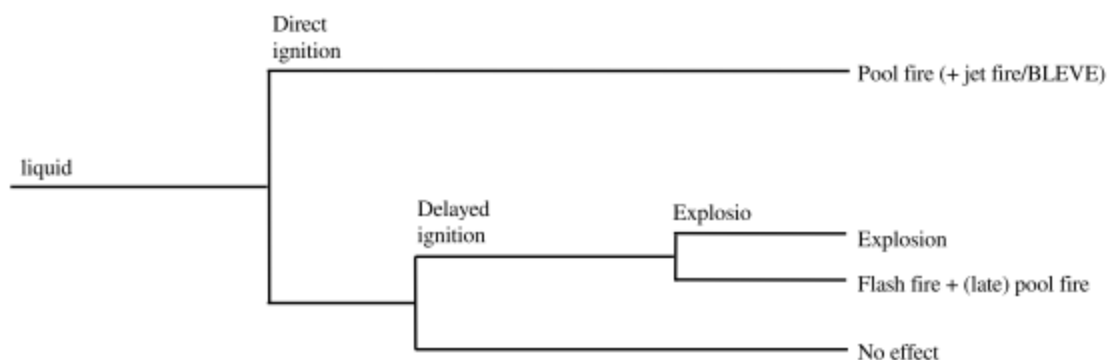 Direct
ignition
Pool fire (+ jet fire/BLEVE)
liquid
Delayed
ignition
Explosio
Explosion
Flash fire + (late) pool fire
No effect